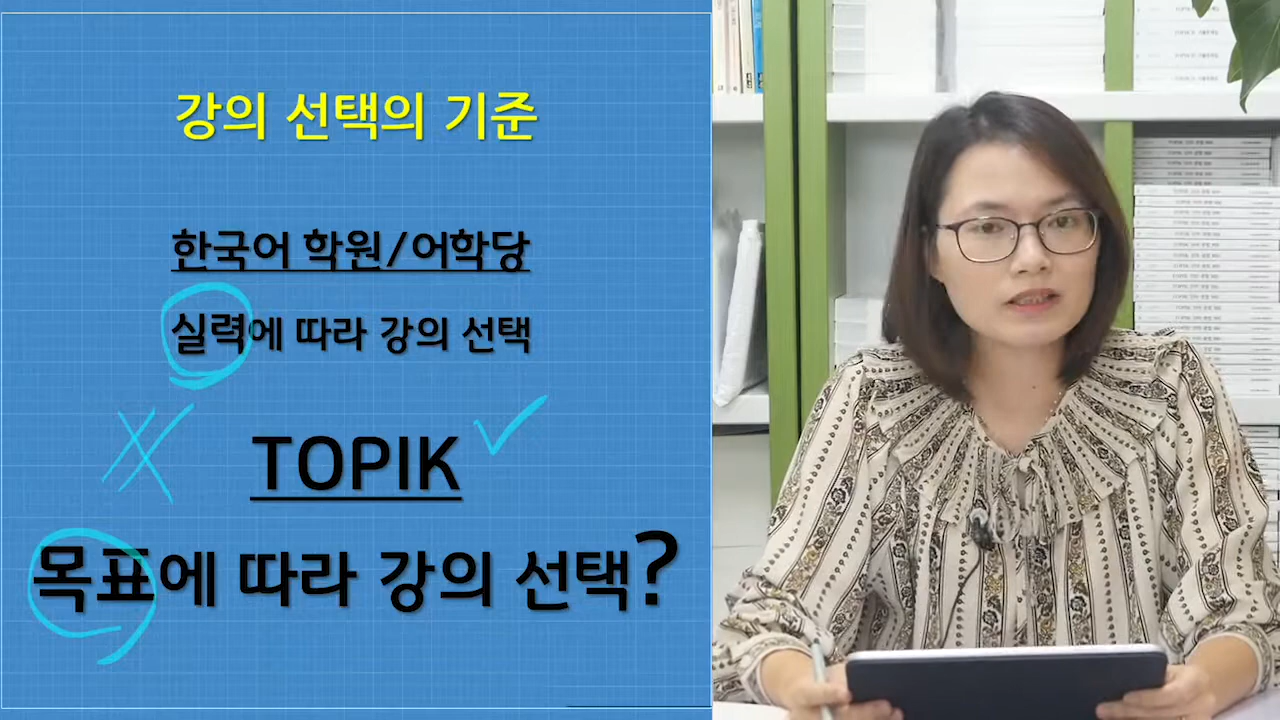 강의 선택의 기준
한국어 학원/어학당
실력에 따라 강의 선택
TOPIK
목표에 따라 강의 선택?